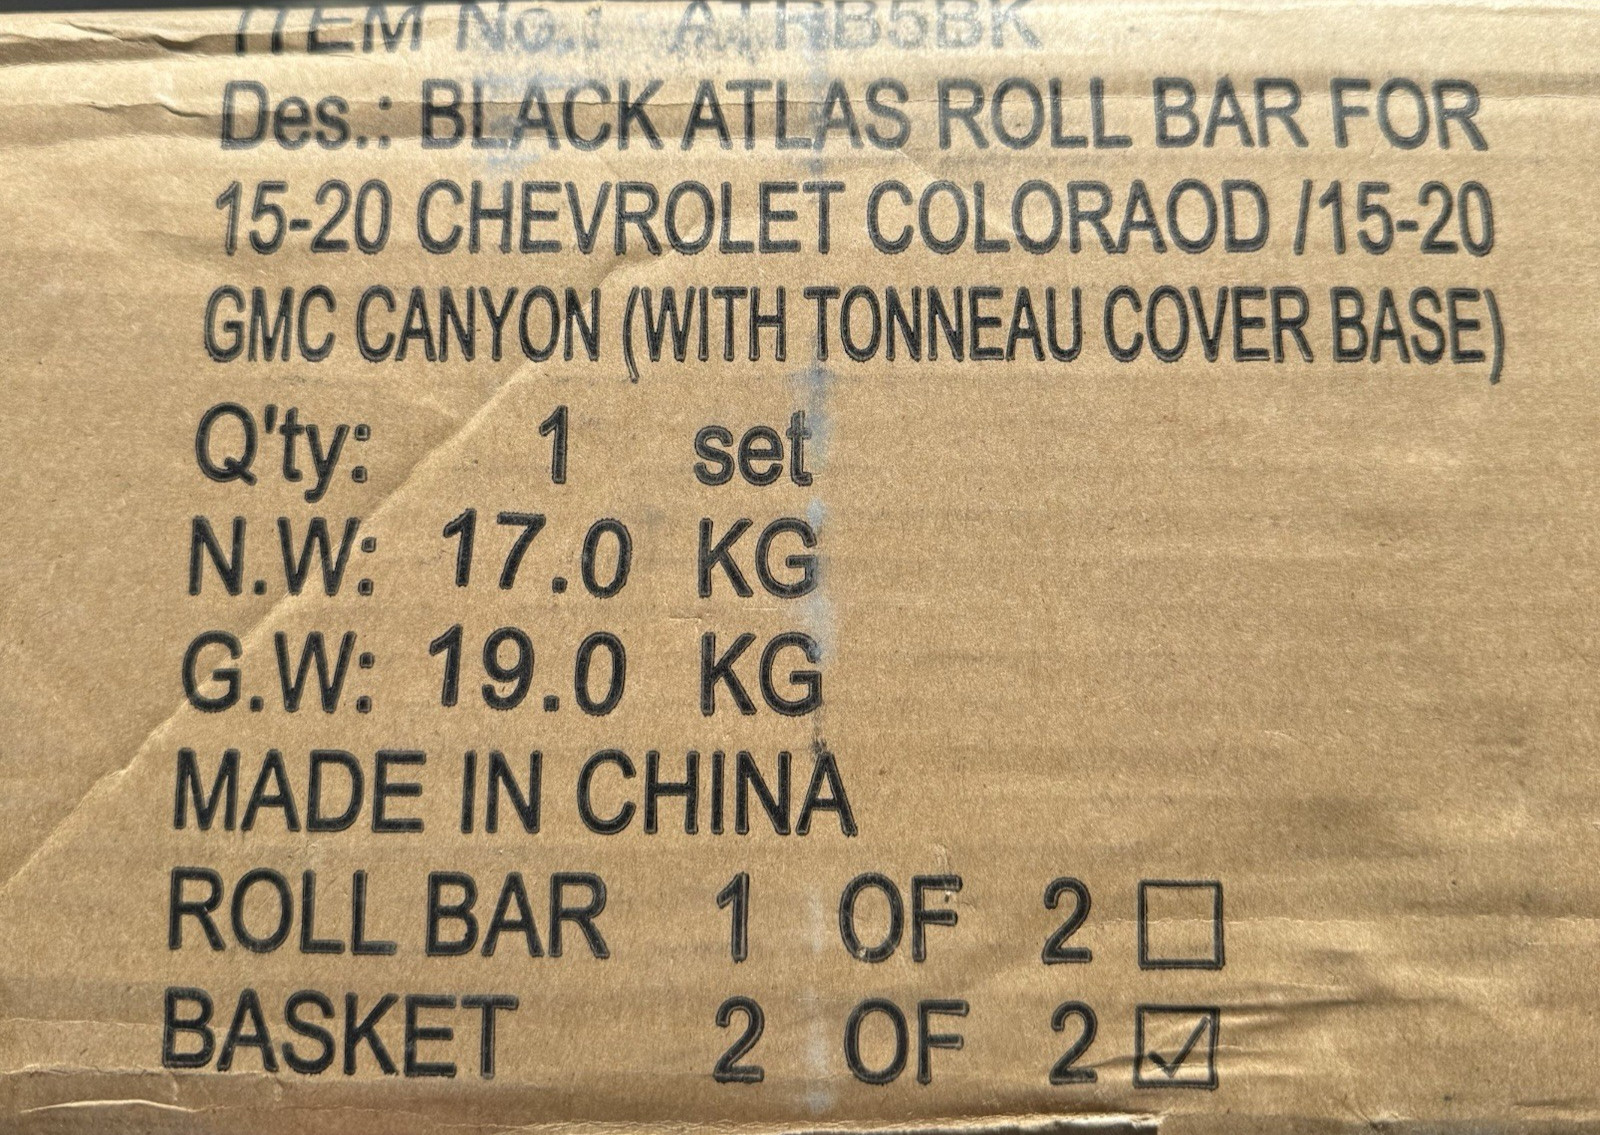 ITEM No.: ATRB5BK
Des.: BLACK ATLAS ROLL BAR FOR
15-20 CHEVROLET COLORAOD /15-20
GMC CANYON (WITH TONNEAU COVER BASE)
Q'ty: 1 set
N.W: 17.0 KG
G.W: 19.0 KG
MADE IN CHINA
ROLL BAR 1 OF 2
BASKET 2 OF 2